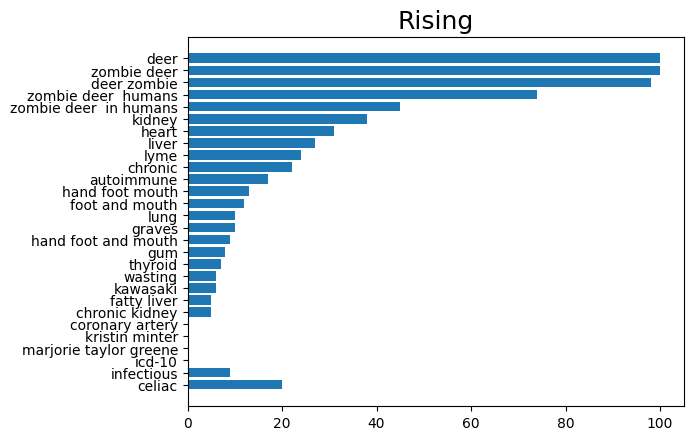 Rising
deer
zombie deer
deer zombie
zombie deer  humans
zombie deer  in humans
kidney
heart
liver
lyme
chronic
autoimmune
hand foot mouth
foot and mouth
lung
graves
hand foot and mouth
gum
thyroid
wasting
kawasaki
fatty liver
chronic kidney
coronary artery
kristin minter
marjorie taylor greene
icd-10
infectious
celiac
0 20 40 60 80 100